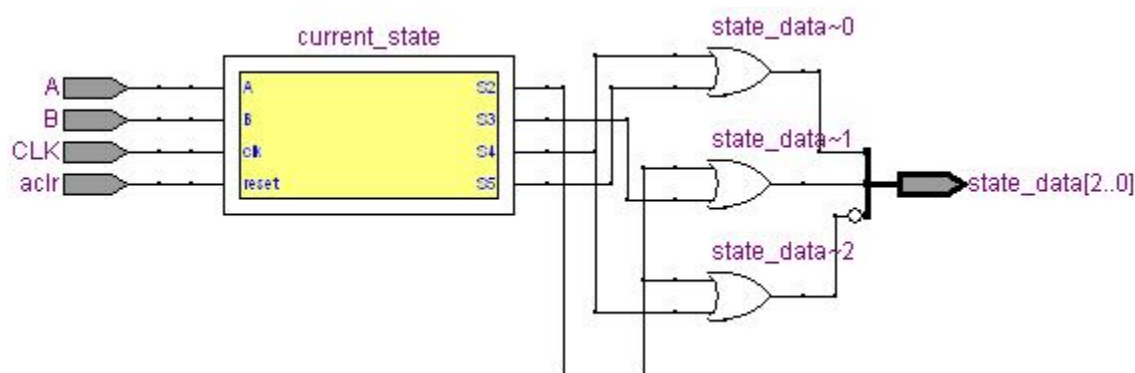 current_state
A
B
CLK
aclr
A
B
clk
reset
S2
S3
S4
S5
state_data~0
state_data~1
state_data~2
state_data[2..0]